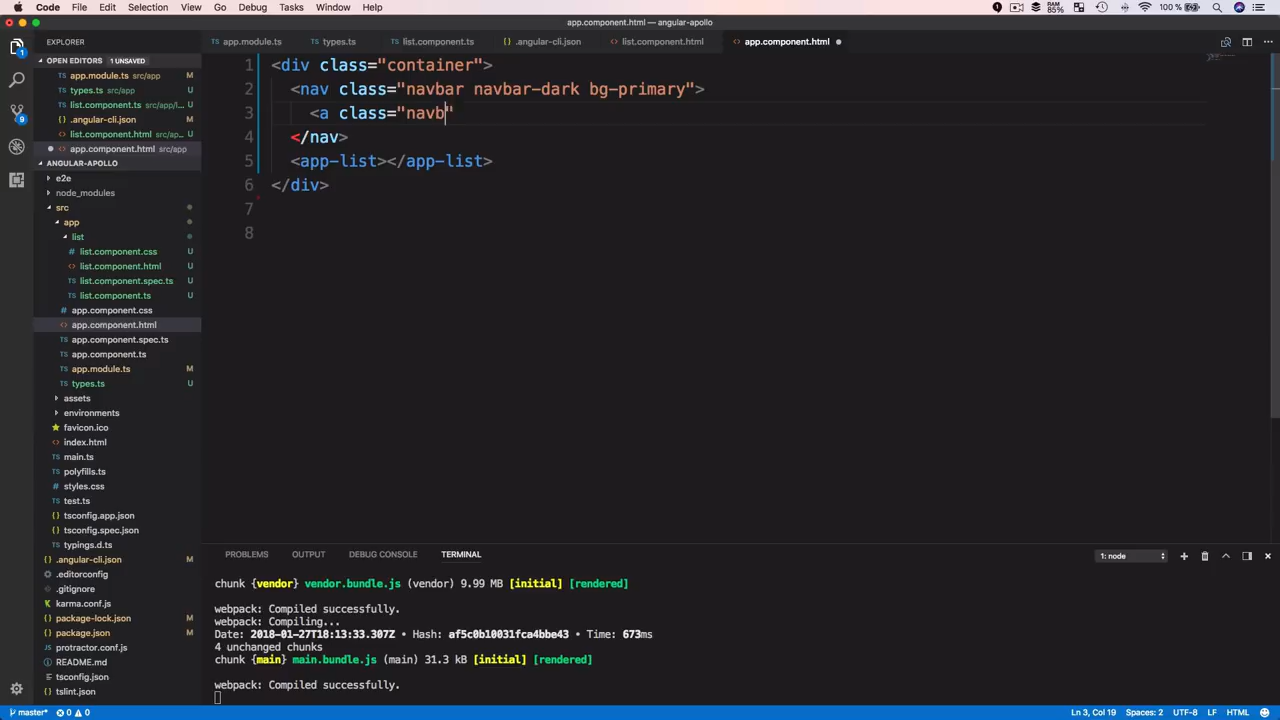 Code File Edit Selection View Go Debug Tasks Window Help RAM: 85% 100 %
app.component.html — angular-apollo
EXPLORER
app.module.ts types.ts list.component.ts .angular-cli.json list.component.html app.component.html
OPEN EDITORS 1 UNSAVED
app.module.ts src/app
types.ts src/app
list.component.ts src/app/l...
.angular-cli.json
list.component.html src/app...
app.component.html src/app
ANGULAR-APOLLO
e2e
node_modules
src
app
list
list.component.css U
list.component.html U
list.component.spec.ts U
list.component.ts U
app.component.css
app.component.html
app.component.spec.ts
app.component.ts
app.module.ts M
types.ts U
assets
environments
favicon.ico
index.html
main.ts
polyfills.ts
styles.css
test.ts
tsconfig.app.json
tsconfig.spec.json
typings.d.ts
.angular-cli.json M
.editorconfig
.gitignore
karma.conf.js
package-lock.json M
package.json M
protractor.conf.js
README.md
tsconfig.json
tslint.json
1 <div class="container">
2 <nav class="navbar navbar-dark bg-primary">
3 <a class="navb"
4 </nav>
5 <app-list></app-list>
6 </div>
7
8
PROBLEMS OUTPUT DEBUG CONSOLE TERMINAL 1: node
chunk {vendor} vendor.bundle.js (vendor) 9.99 MB [initial] [rendered]
webpack: Compiled successfully.
webpack: Compiling...
Date: 2018-01-27T18:13:33.307Z • Hash: af5c0b10031fca4bbe43 • Time: 673ms
4 unchanged chunks
chunk {main} main.bundle.js (main) 31.3 kB [initial] [rendered]
webpack: Compiled successfully.
master* 0 0 Ln 3, Col 19 Spaces: 2 UTF-8 LF HTML